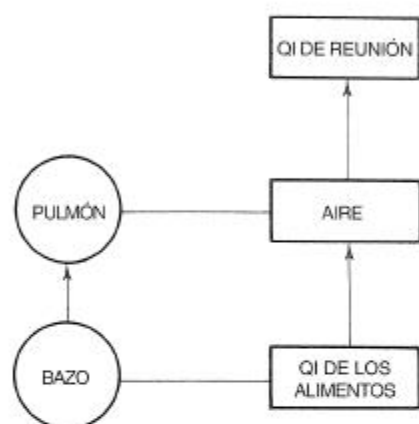 QI DE REUNIÓN
PULMÓN
AIRE
BAZO
QI DE LOS
ALIMENTOS